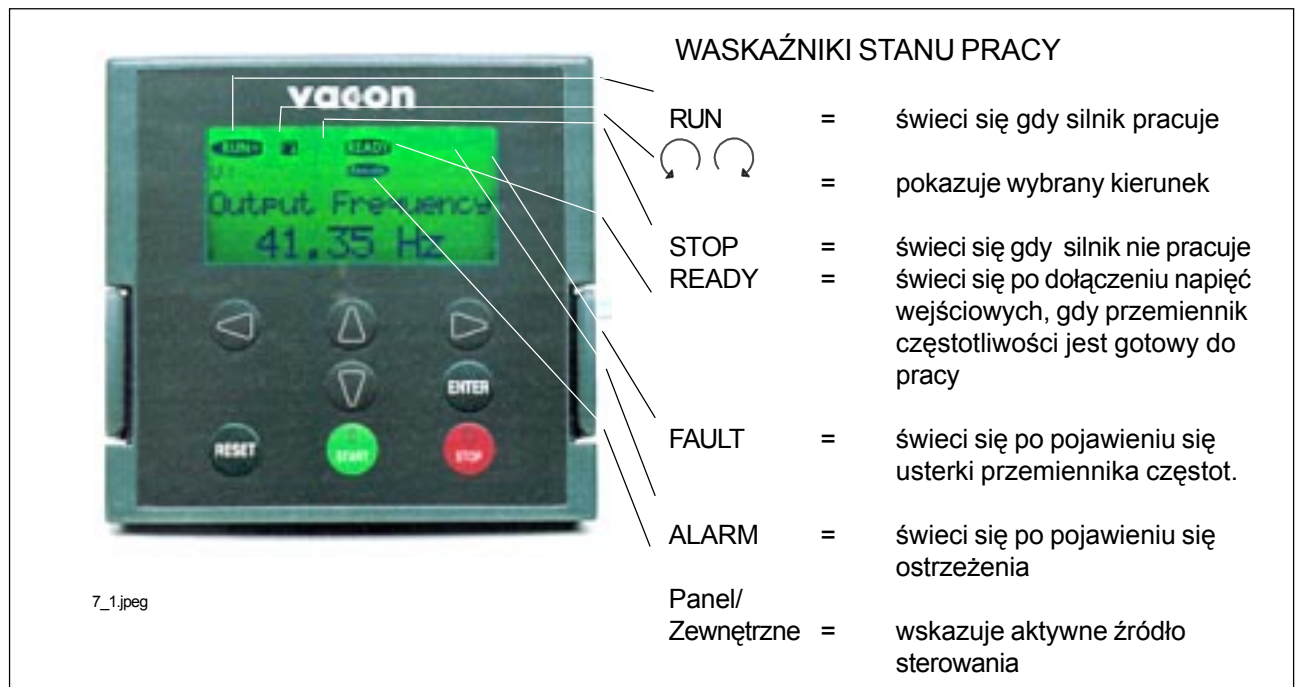 WASKAŹNIKI STANU PRACY
vacon
RUN READY
Output Frequency
41.35 Hz
ENTER
RESET START STOP
7_1.jpeg
RUN = świeci się gdy silnik pracuje
= pokazuje wybrany kierunek
STOP = świeci się gdy silnik nie pracuje
READY = świeci się po dołączeniu napięć
wejściowych, gdy przemiennik
częstotliwości jest gotowy do
pracy
FAULT = świeci się po pojawieniu się
usterki przemiennika częstot.
ALARM = świeci się po pojawieniu się
ostrzeżenia
Panel/
Zewnętrzne = wskazuje aktywne źródło
sterowania